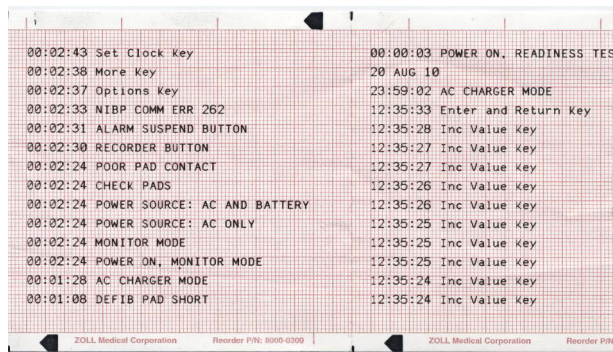 00:02:43 Set Clock Key
00:02:38 More Key
00:02:37 Options Key
00:02:33 NIBP COMM ERR 262
00:02:31 ALARM SUSPEND BUTTON
00:02:30 RECORDER BUTTON
00:02:24 POOR PAD CONTACT
00:02:24 CHECK PADS
00:02:24 POWER SOURCE: AC AND BATTERY
00:02:24 POWER SOURCE: AC ONLY
00:02:24 MONITOR MODE
00:02:24 POWER ON, MONITOR MODE
00:01:28 AC CHARGER MODE
00:01:08 DEFIB PAD SHORT
ZOLL Medical Corporation Reorder P/N: 8000-0300
00:00:03 POWER ON, READINESS TES
20 AUG 10
23:59:02 AC CHARGER MODE
12:35:33 Enter and Return Key
12:35:28 Inc Value Key
12:35:27 Inc Value Key
12:35:27 Inc Value Key
12:35:26 Inc Value Key
12:35:26 Inc Value Key
12:35:25 Inc Value Key
12:35:25 Inc Value Key
12:35:25 Inc Value Key
12:35:24 Inc Value Key
12:35:24 Inc Value Key
ZOLL Medical Corporation Reorder P/N